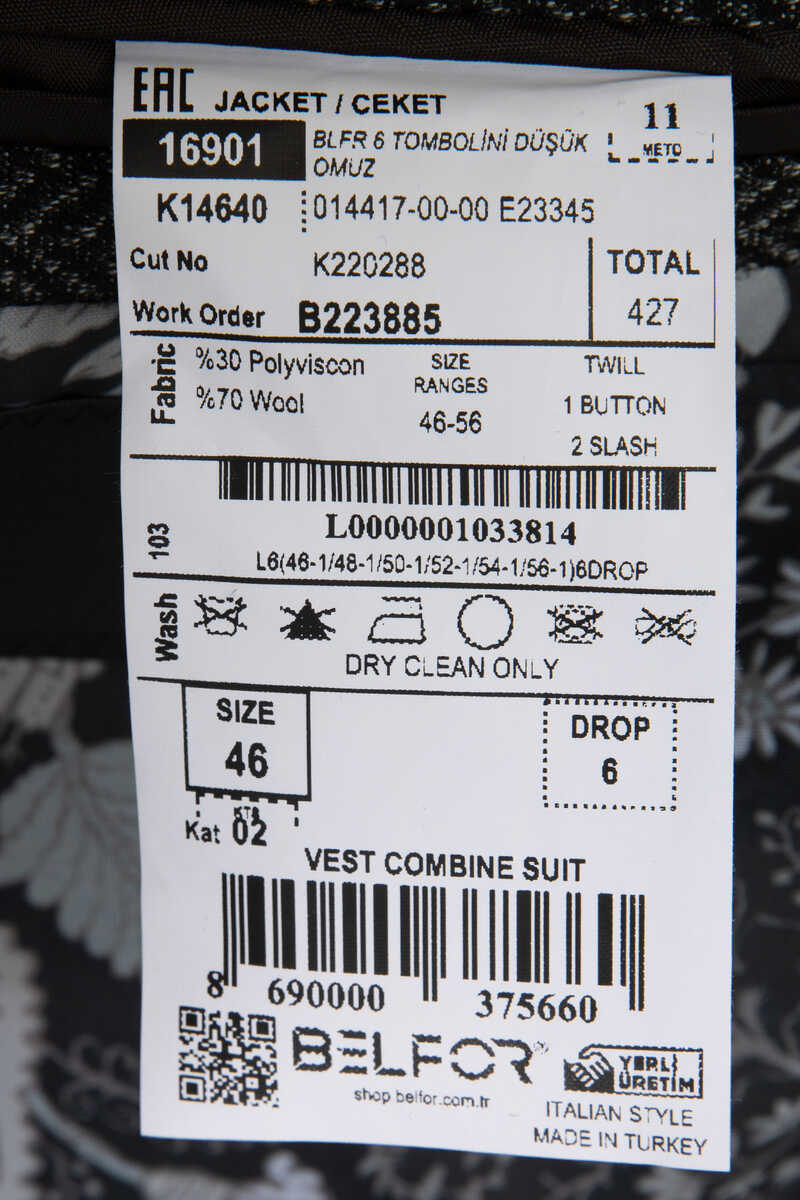 EAC JACKET / CEKET
11
METO
16901
BLFR 6 TOMBOLİNİ DÜŞÜK
OMUZ
K14640
014417-00-00 E23345
Cut No K220288
TOTAL
427
Work Order B223885
Fabric
%30 Polyviscon
%70 Wool
SIZE
RANGES
46-56
TWILL
1 BUTTON
2 SLASH
103
L0000001033814
L6(46-1/48-1/50-1/52-1/54-1/56-1)6DROP
Wash
DRY CLEAN ONLY
SIZE
46
DROP
6
Kat 02
VEST COMBINE SUIT
8 690000 375660
BELFOR®
shop.belfor.com.tr
YERLİ
ÜRETİM
ITALIAN STYLE
MADE IN TURKEY